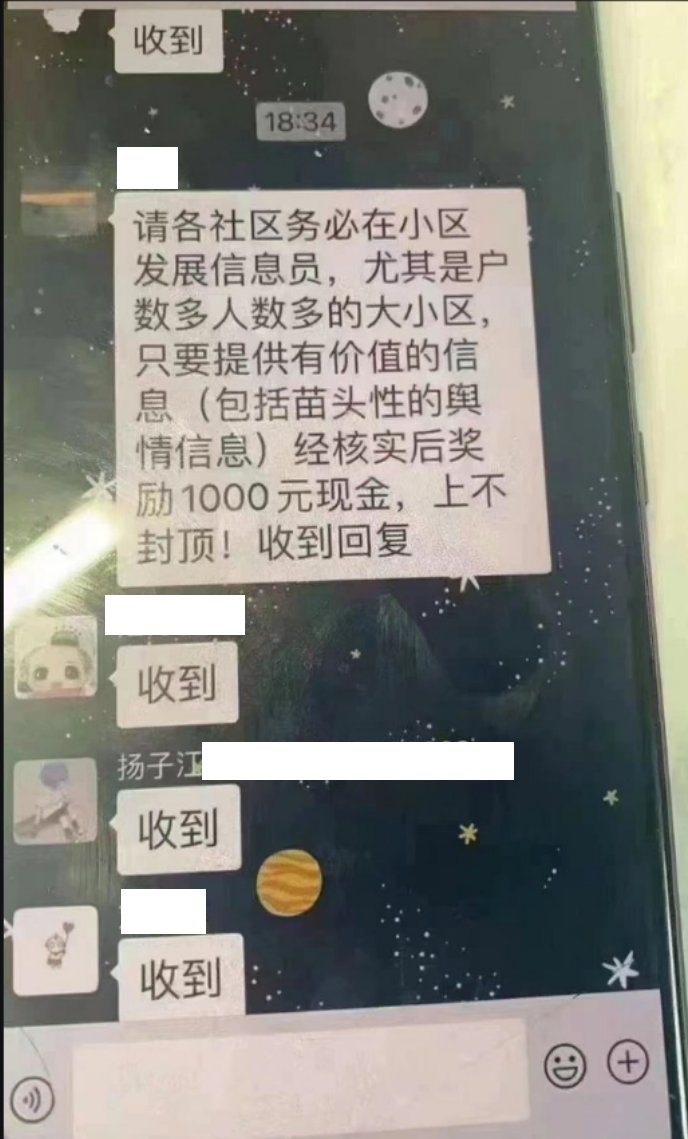 收到
18:34
请各社区务必在小区
发展信息员，尤其是户
数多人数多的大小区，
只要提供有价值的信
息（包括苗头性的舆
情信息）经核实后奖
励1000元现金，上不
封顶！收到回复
收到
扬子江
收到
收到